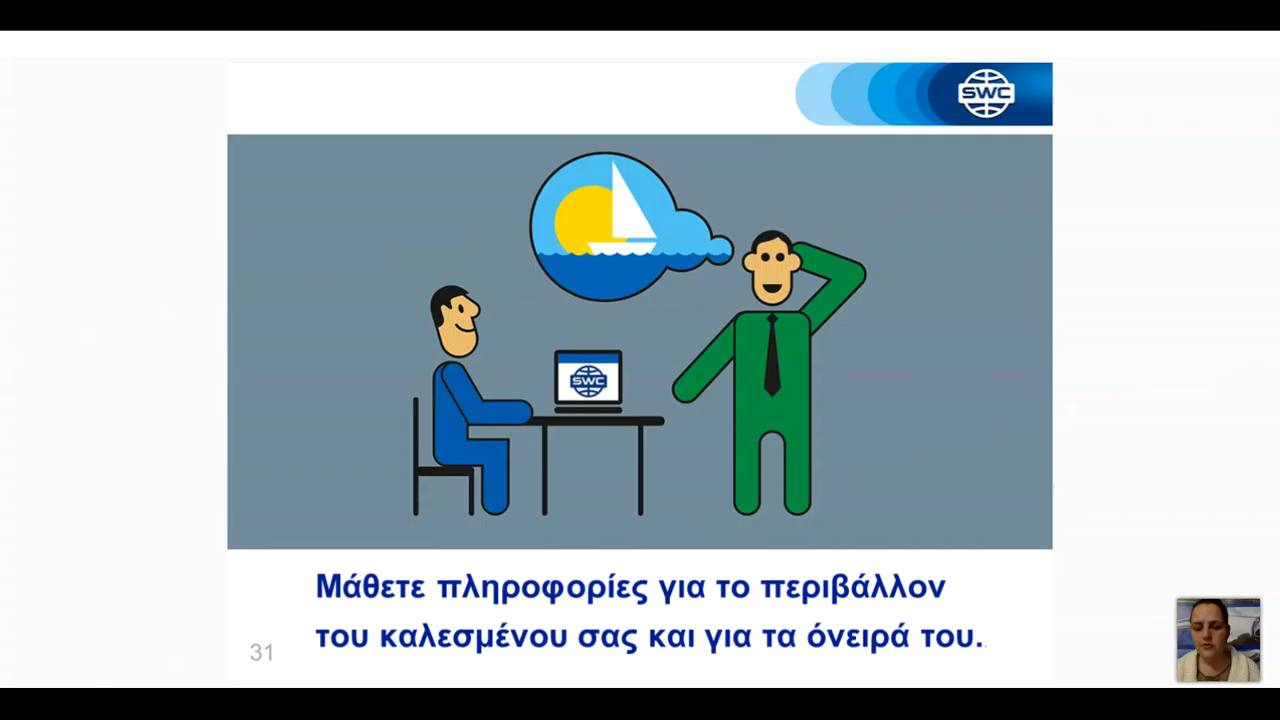 SWC
SWC
Μάθετε πληροφορίες για το περιβάλλον
του καλεσμένου σας και για τα όνειρά του.
31